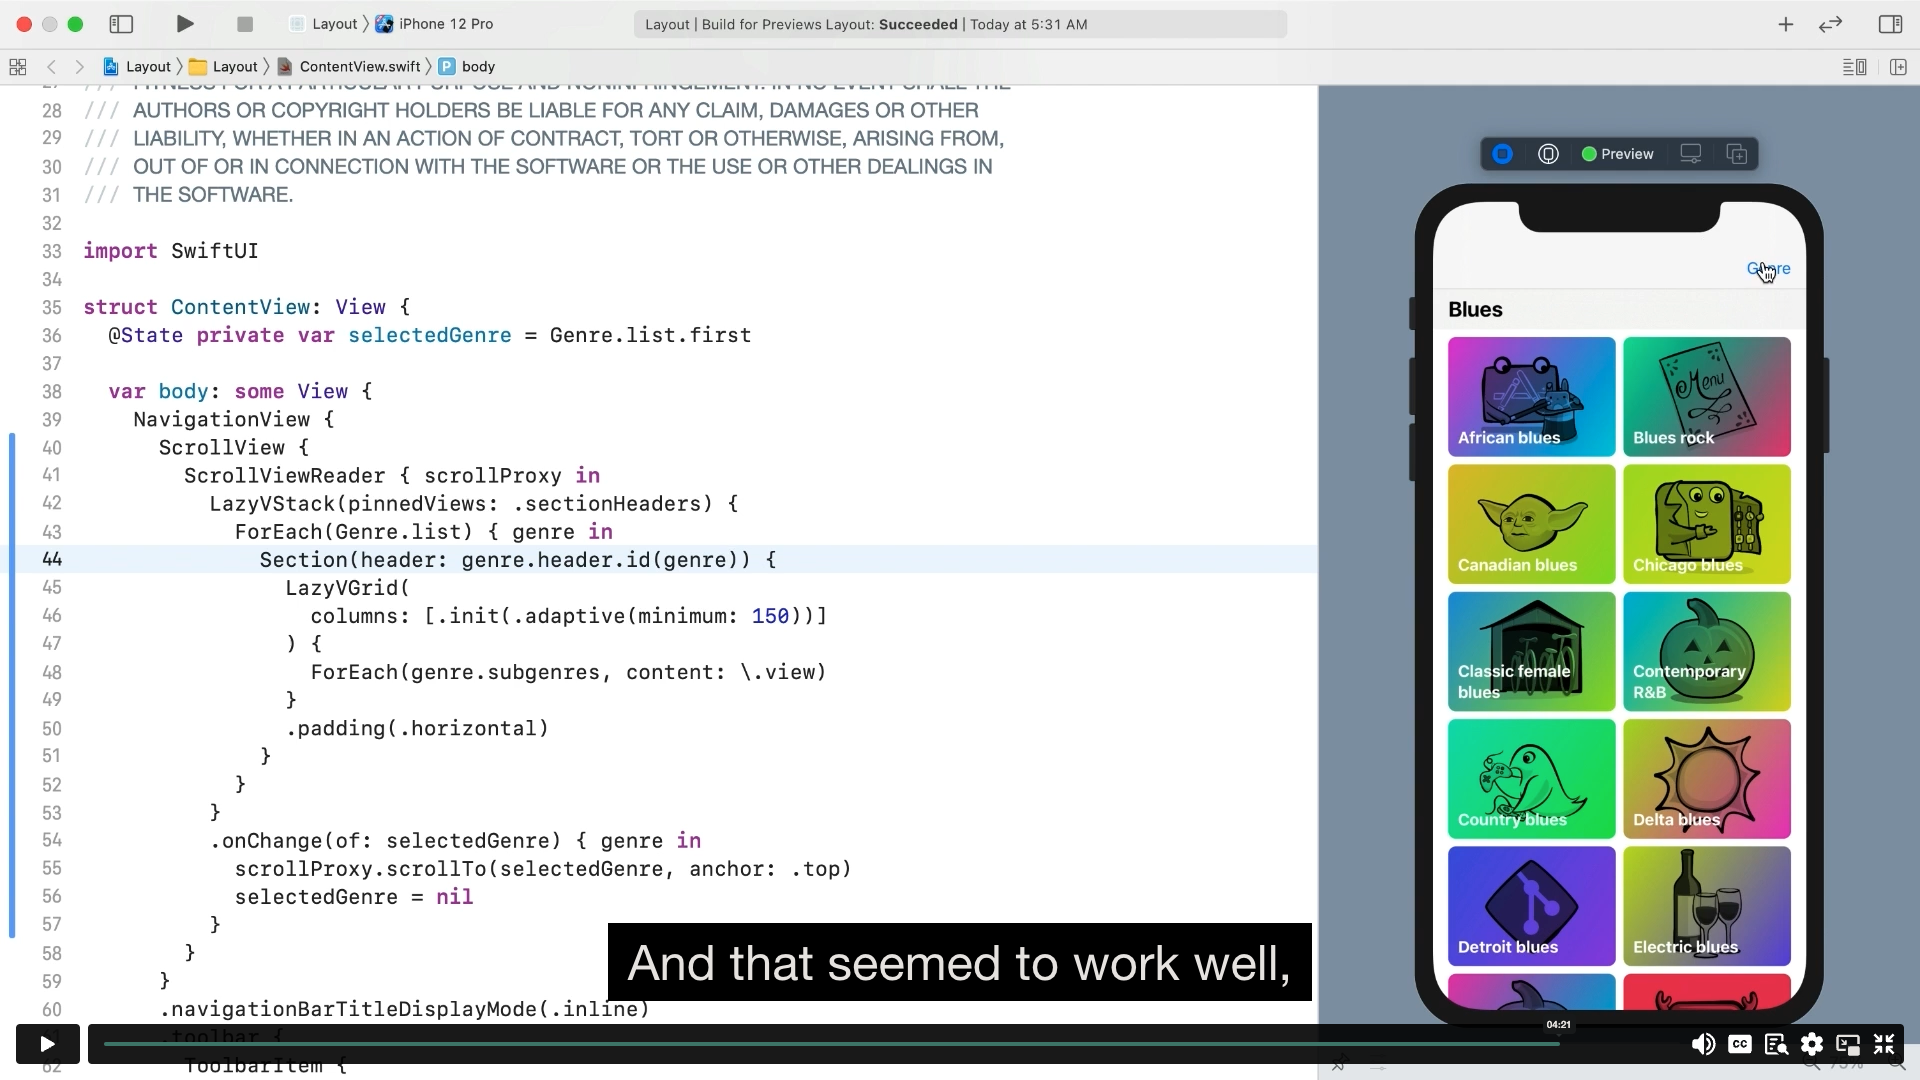 Layout
iPhone 12 Pro
Layout | Build for Previews Layout: Succeeded | Today at 5:31 AM
Layout
Layout
ContentView.swift
P
body
28 /// AUTHORS OR COPYRIGHT HOLDERS BE LIABLE FOR ANY CLAIM, DAMAGES OR OTHER
29 /// LIABILITY, WHETHER IN AN ACTION OF CONTRACT, TORT OR OTHERWISE, ARISING FROM,
30 /// OUT OF OR IN CONNECTION WITH THE SOFTWARE OR THE USE OR OTHER DEALINGS IN
31 /// THE SOFTWARE.
32
33 import SwiftUI
34
35 struct ContentView: View {
36 @State private var selectedGenre = Genre.list.first
37
38 var body: some View {
39 NavigationView {
40 ScrollView {
41 ScrollViewReader { scrollProxy in
42 LazyVStack(pinnedViews: .sectionHeaders) {
43 ForEach(Genre.list) { genre in
44 Section(header: genre.header.id(genre)) {
45 LazyVGrid(
46 columns: [.init(.adaptive(minimum: 150))]
47 ) {
48 ForEach(genre.subgenres, content: \.view)
49 }
50 .padding(.horizontal)
51 }
52 }
53 }
54 .onChange(of: selectedGenre) { genre in
55 scrollProxy.scrollTo(selectedGenre, anchor: .top)
56 selectedGenre = nil
57 }
58 }
59 }
60 .navigationBarTitleDisplayMode(.inline)
.toolbar {
62 ToolbarItem {
Preview
Genre
Blues
Menu
African blues
Blues rock
Canadian blues
Chicago blues
Classic female
blues
Contemporary
R&B
Country blues
Delta blues
Detroit blues
Electric blues
And that seemed to work well,
04:21
CC
75%